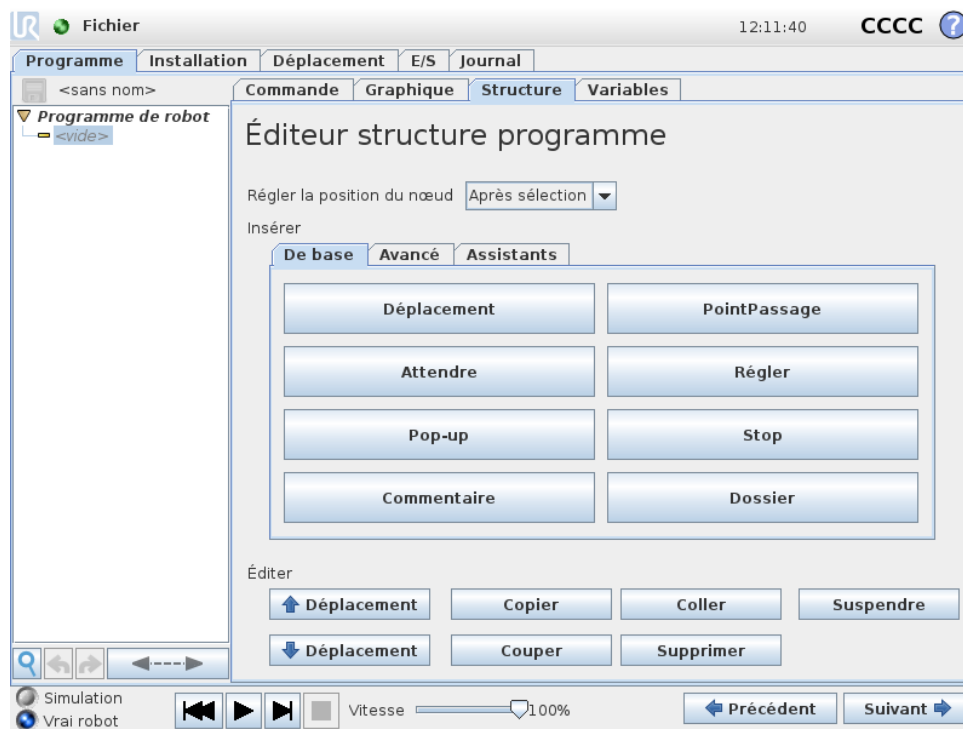 UR Fichier 12:11:40 CCCC ?
Programme Installation Déplacement E/S Journal
<sans nom> Commande Graphique Structure Variables
Programme de robot
<vide>
Éditeur structure programme
Régler la position du nœud Après sélection
Insérer
De base Avancé Assistants
Déplacement PointPassage
Attendre Régler
Pop-up Stop
Commentaire Dossier
Éditer
Déplacement Copier Coller Suspendre
Déplacement Couper Supprimer
Simulation
Vrai robot
Vitesse 100% Précédent Suivant